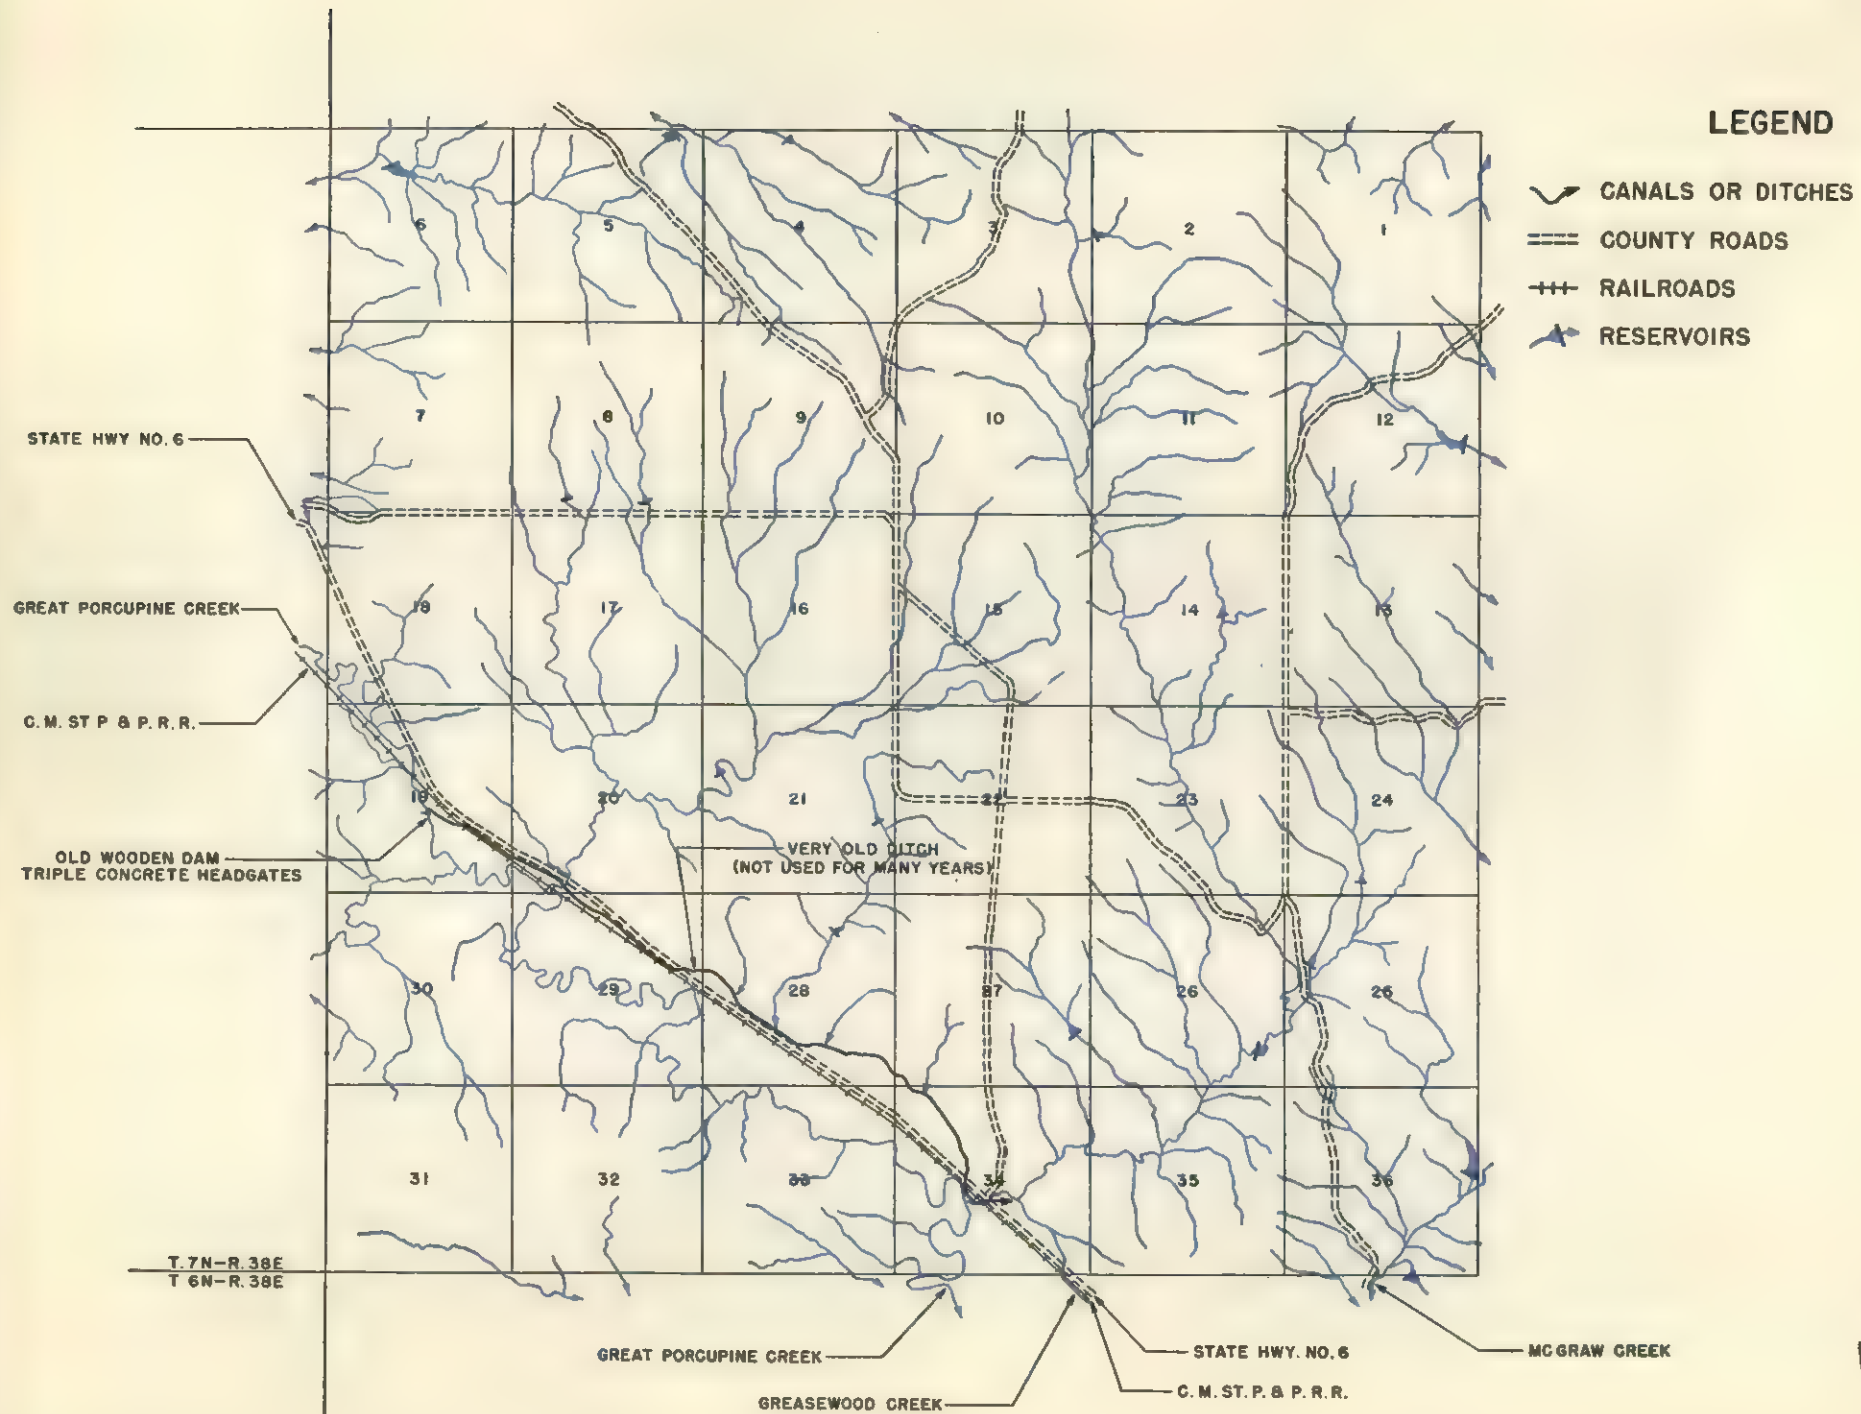 LEGEND
CANALS OR DITCHES
COUNTY ROADS
RAILROADS
RESERVOIRS
6
5
4
3
2
1
7
8
9
10
11
12
STATE HWY NO. 6
GREAT PORCUPINE CREEK
18
17
16
15
14
13
C. M. ST P & P. R. R.
19
20
21
22
23
24
OLD WOODEN DAM
TRIPLE CONCRETE HEADGATES
VERY OLD DITCH
(NOT USED FOR MANY YEARS)
30
29
28
27
26
26
31
32
33
34
35
36
T. 7N-R. 38E
T 6N-R. 38E
GREAT PORCUPINE CREEK
STATE HWY. NO. 6
MC GRAW CREEK
C. M. ST. P. & P. R. R.
GREASEWOOD CREEK